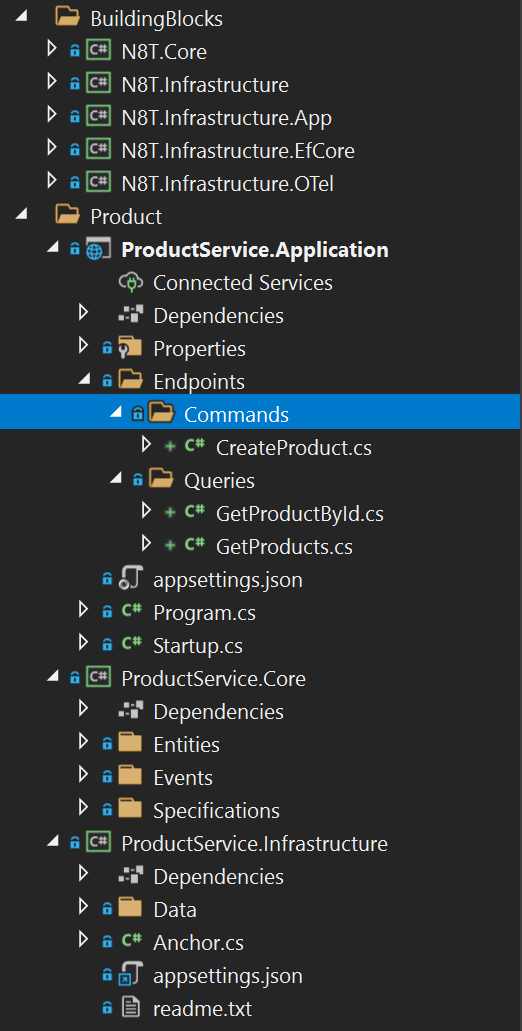 BuildingBlocks
C# N8T.Core
C# N8T.Infrastructure
C# N8T.Infrastructure.App
C# N8T.Infrastructure.EfCore
C# N8T.Infrastructure.OTel
Product
ProductService.Application
Connected Services
Dependencies
Properties
Endpoints
Commands
+ C# CreateProduct.cs
Queries
+ C# GetProductById.cs
+ C# GetProducts.cs
appsettings.json
C# Program.cs
C# Startup.cs
C# ProductService.Core
Dependencies
Entities
Events
Specifications
C# ProductService.Infrastructure
Dependencies
Data
C# Anchor.cs
appsettings.json
readme.txt